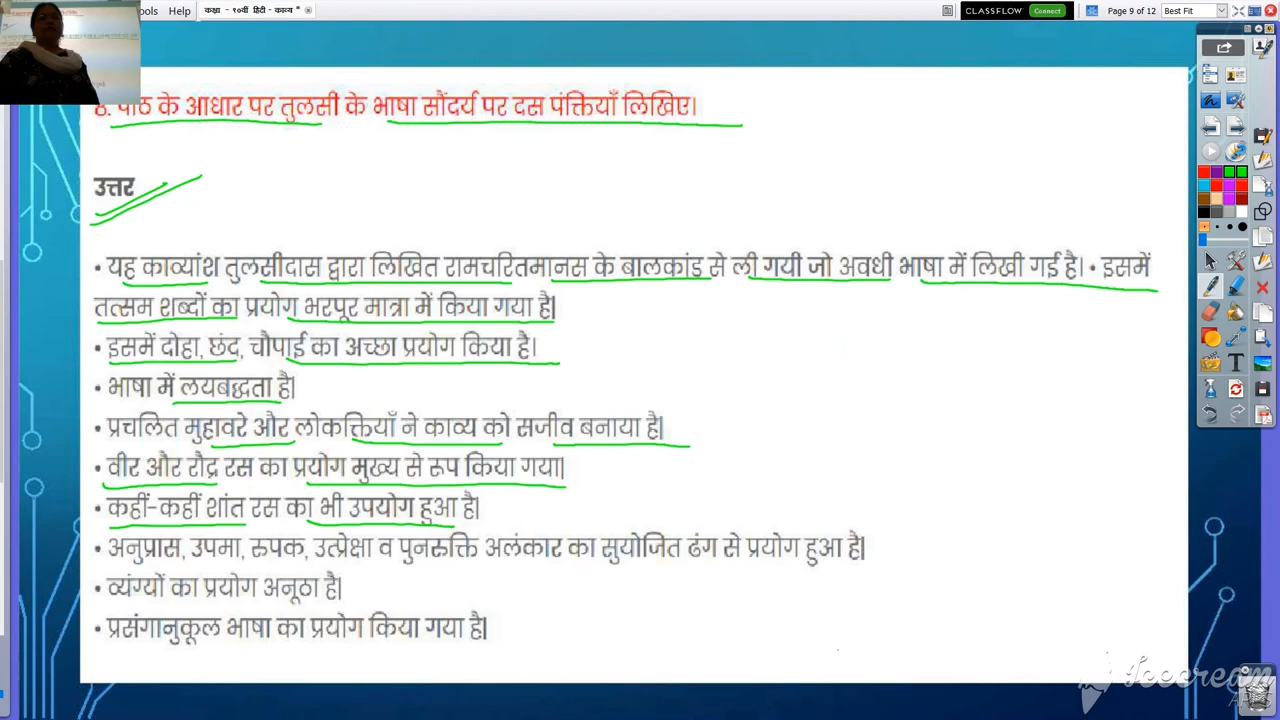 ools Help कक्षा - १०वीं हिंदी - काव्य * CLASSFLOW Connect Page 9 of 12 Best Fit
8. पाठ के आधार पर तुलसी के भाषा सौंदर्य पर दस पंक्तियाँ लिखिए।
उत्तर
• यह काव्यांश तुलसीदास द्वारा लिखित रामचरितमानस के बालकांड से ली गयी जो अवधी भाषा में लिखी गई है। • इसमें
तत्सम शब्दों का प्रयोग भरपूर मात्रा में किया गया है|
• इसमें दोहा, छंद, चौपाई का अच्छा प्रयोग किया है।
• भाषा में लयबद्धता है|
• प्रचलित मुहावरे और लोकक्तियाँ ने काव्य को सजीव बनाया है|
• वीर और रौद्र रस का प्रयोग मुख्य से रूप किया गया|
• कहीं-कहीं शांत रस का भी उपयोग हुआ है|
• अनुप्रास, उपमा, रुपक, उत्प्रेक्षा व पुनरुक्ति अलंकार का सुयोजित ढंग से प्रयोग हुआ है|
• व्यंग्यों का प्रयोग अनूठा है|
• प्रसंगानुकूल भाषा का प्रयोग किया गया है|